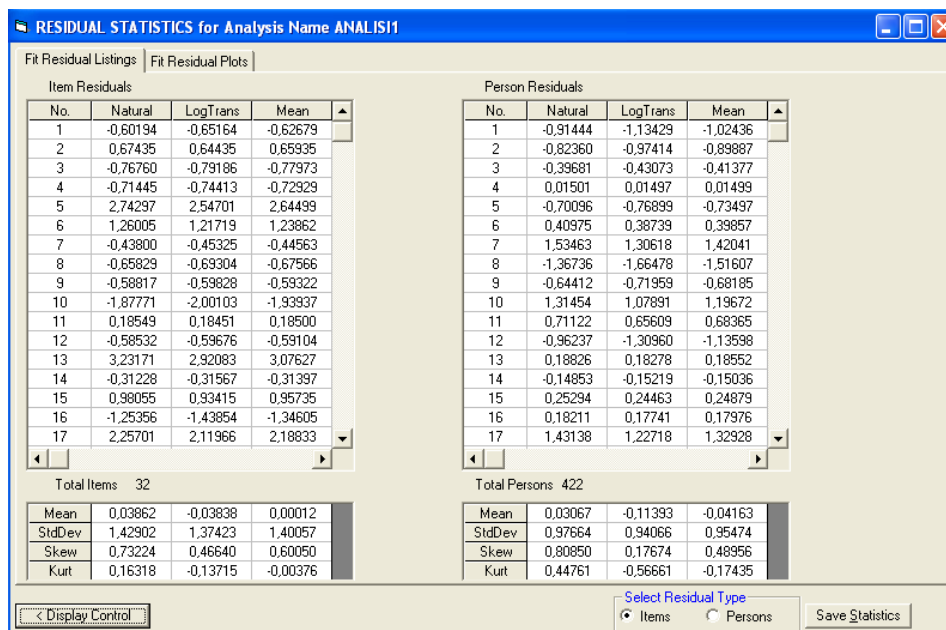 RESIDUAL STATISTICS for Analysis Name ANALISI1
Fit Residual Listings Fit Residual Plots
Item Residuals Person Residuals
No. Natural LogTrans Mean No. Natural LogTrans Mean
1 -0,60194 -0,65164 -0,62679 1 -0,91444 -1,13429 -1,02436
2 0,67435 0,64435 0,65935 2 -0,82360 -0,97414 -0,89887
3 -0,76760 -0,79186 -0,77973 3 -0,39681 -0,43073 -0,41377
4 -0,71445 -0,74413 -0,72929 4 0,01501 0,01497 0,01499
5 2,74297 2,54701 2,64499 5 -0,70096 -0,76899 -0,73497
6 1,26005 1,21719 1,23862 6 0,40975 0,38739 0,39857
7 -0,43800 -0,45325 -0,44563 7 1,53463 1,30618 1,42041
8 -0,65829 -0,69304 -0,67566 8 -1,36736 -1,66478 -1,51607
9 -0,58817 -0,59828 -0,59322 9 -0,64412 -0,71959 -0,68185
10 -1,87771 -2,00103 -1,93937 10 1,31454 1,07891 1,19672
11 0,18549 0,18451 0,18500 11 0,71122 0,65609 0,68365
12 -0,58532 -0,59676 -0,59104 12 -0,96237 -1,30960 -1,13598
13 3,23171 2,92083 3,07627 13 0,18826 0,18278 0,18552
14 -0,31228 -0,31567 -0,31397 14 -0,14853 -0,15219 -0,15036
15 0,98055 0,93415 0,95735 15 0,25294 0,24463 0,24879
16 -1,25356 -1,43854 -1,34605 16 0,18211 0,17741 0,17976
17 2,25701 2,11966 2,18833 17 1,43138 1,22718 1,32928
Total Items 32 Total Persons 422
Mean 0,03862 -0,03838 0,00012 Mean 0,03067 -0,11393 -0,04163
StdDev 1,42902 1,37423 1,40057 StdDev 0,97664 0,94066 0,95474
Skew 0,73224 0,46640 0,60050 Skew 0,80850 0,17674 0,48956
Kurt 0,16318 -0,13715 -0,00376 Kurt 0,44761 -0,56661 -0,17435
Select Residual Type
< Display Control Items Persons Save Statistics